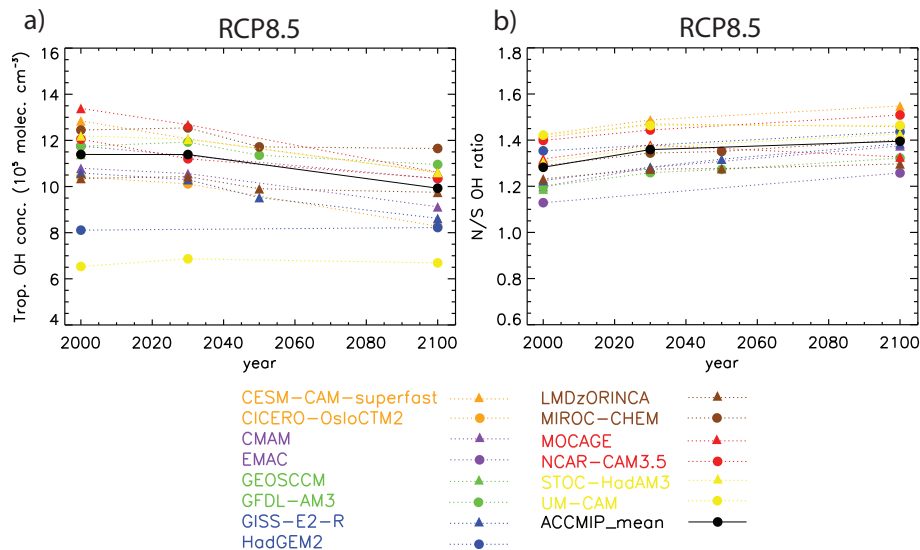 a)
RCP8.5
16
14
12
10
8
6
4
Trop. OH conc. (10⁵ molec. cm⁻³)
2000 2020 2040 2060 2080 2100
year
b)
RCP8.5
1.8
1.6
1.4
1.2
1.0
0.8
0.6
N/S OH ratio
2000 2020 2040 2060 2080 2100
year
CESM-CAM-superfast
CICERO-OsloCTM2
CMAM
EMAC
GEOSCCM
GFDL-AM3
GISS-E2-R
HadGEM2
LMDzORINCA
MIROC-CHEM
MOCAGE
NCAR-CAM3.5
STOC-HadAM3
UM-CAM
ACCMIP_mean